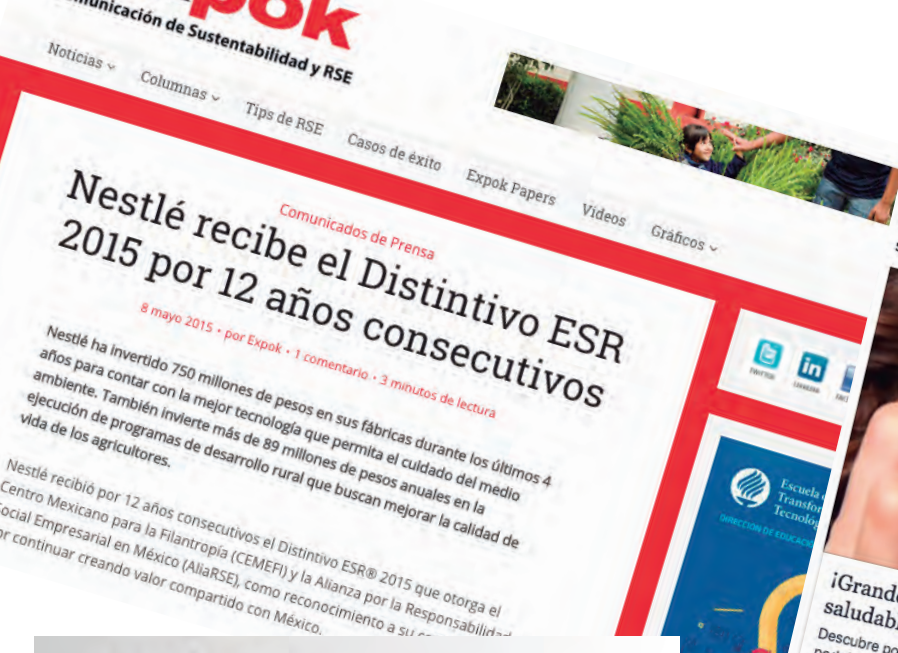 pok
Comunicación de Sustentabilidad y RSE
Noticias
Columnas
Tips de RSE
Casos de éxito
Expok Papers
Videos
Gráficos
Comunicados de Prensa
Nestlé recibe el Distintivo ESR
2015 por 12 años consecutivos
8 mayo 2015 • por Expok • 1 comentario • 3 minutos de lectura
Nestlé ha invertido 750 millones de pesos en sus fábricas durante los últimos 4
años para contar con la mejor tecnología que permita el cuidado del medio
ambiente. También invierte más de 89 millones de pesos anuales en la
ejecución de programas de desarrollo rural que buscan mejorar la calidad de
vida de los agricultores.
Nestlé recibió por 12 años consecutivos el Distintivo ESR® 2015 que otorga el
Centro Mexicano para la Filantropía (CEMEFI) y la Alianza por la Responsabilidad
Social Empresarial en México (AliaRSE), como reconocimiento a su
continuar creando valor compartido con México.
TWITTER
LINKEDIN
Escuela
Transfor
Tecnoló
DIRECCIÓN DE EDUCACIÓ
¡Grand
saludab
Descubre po